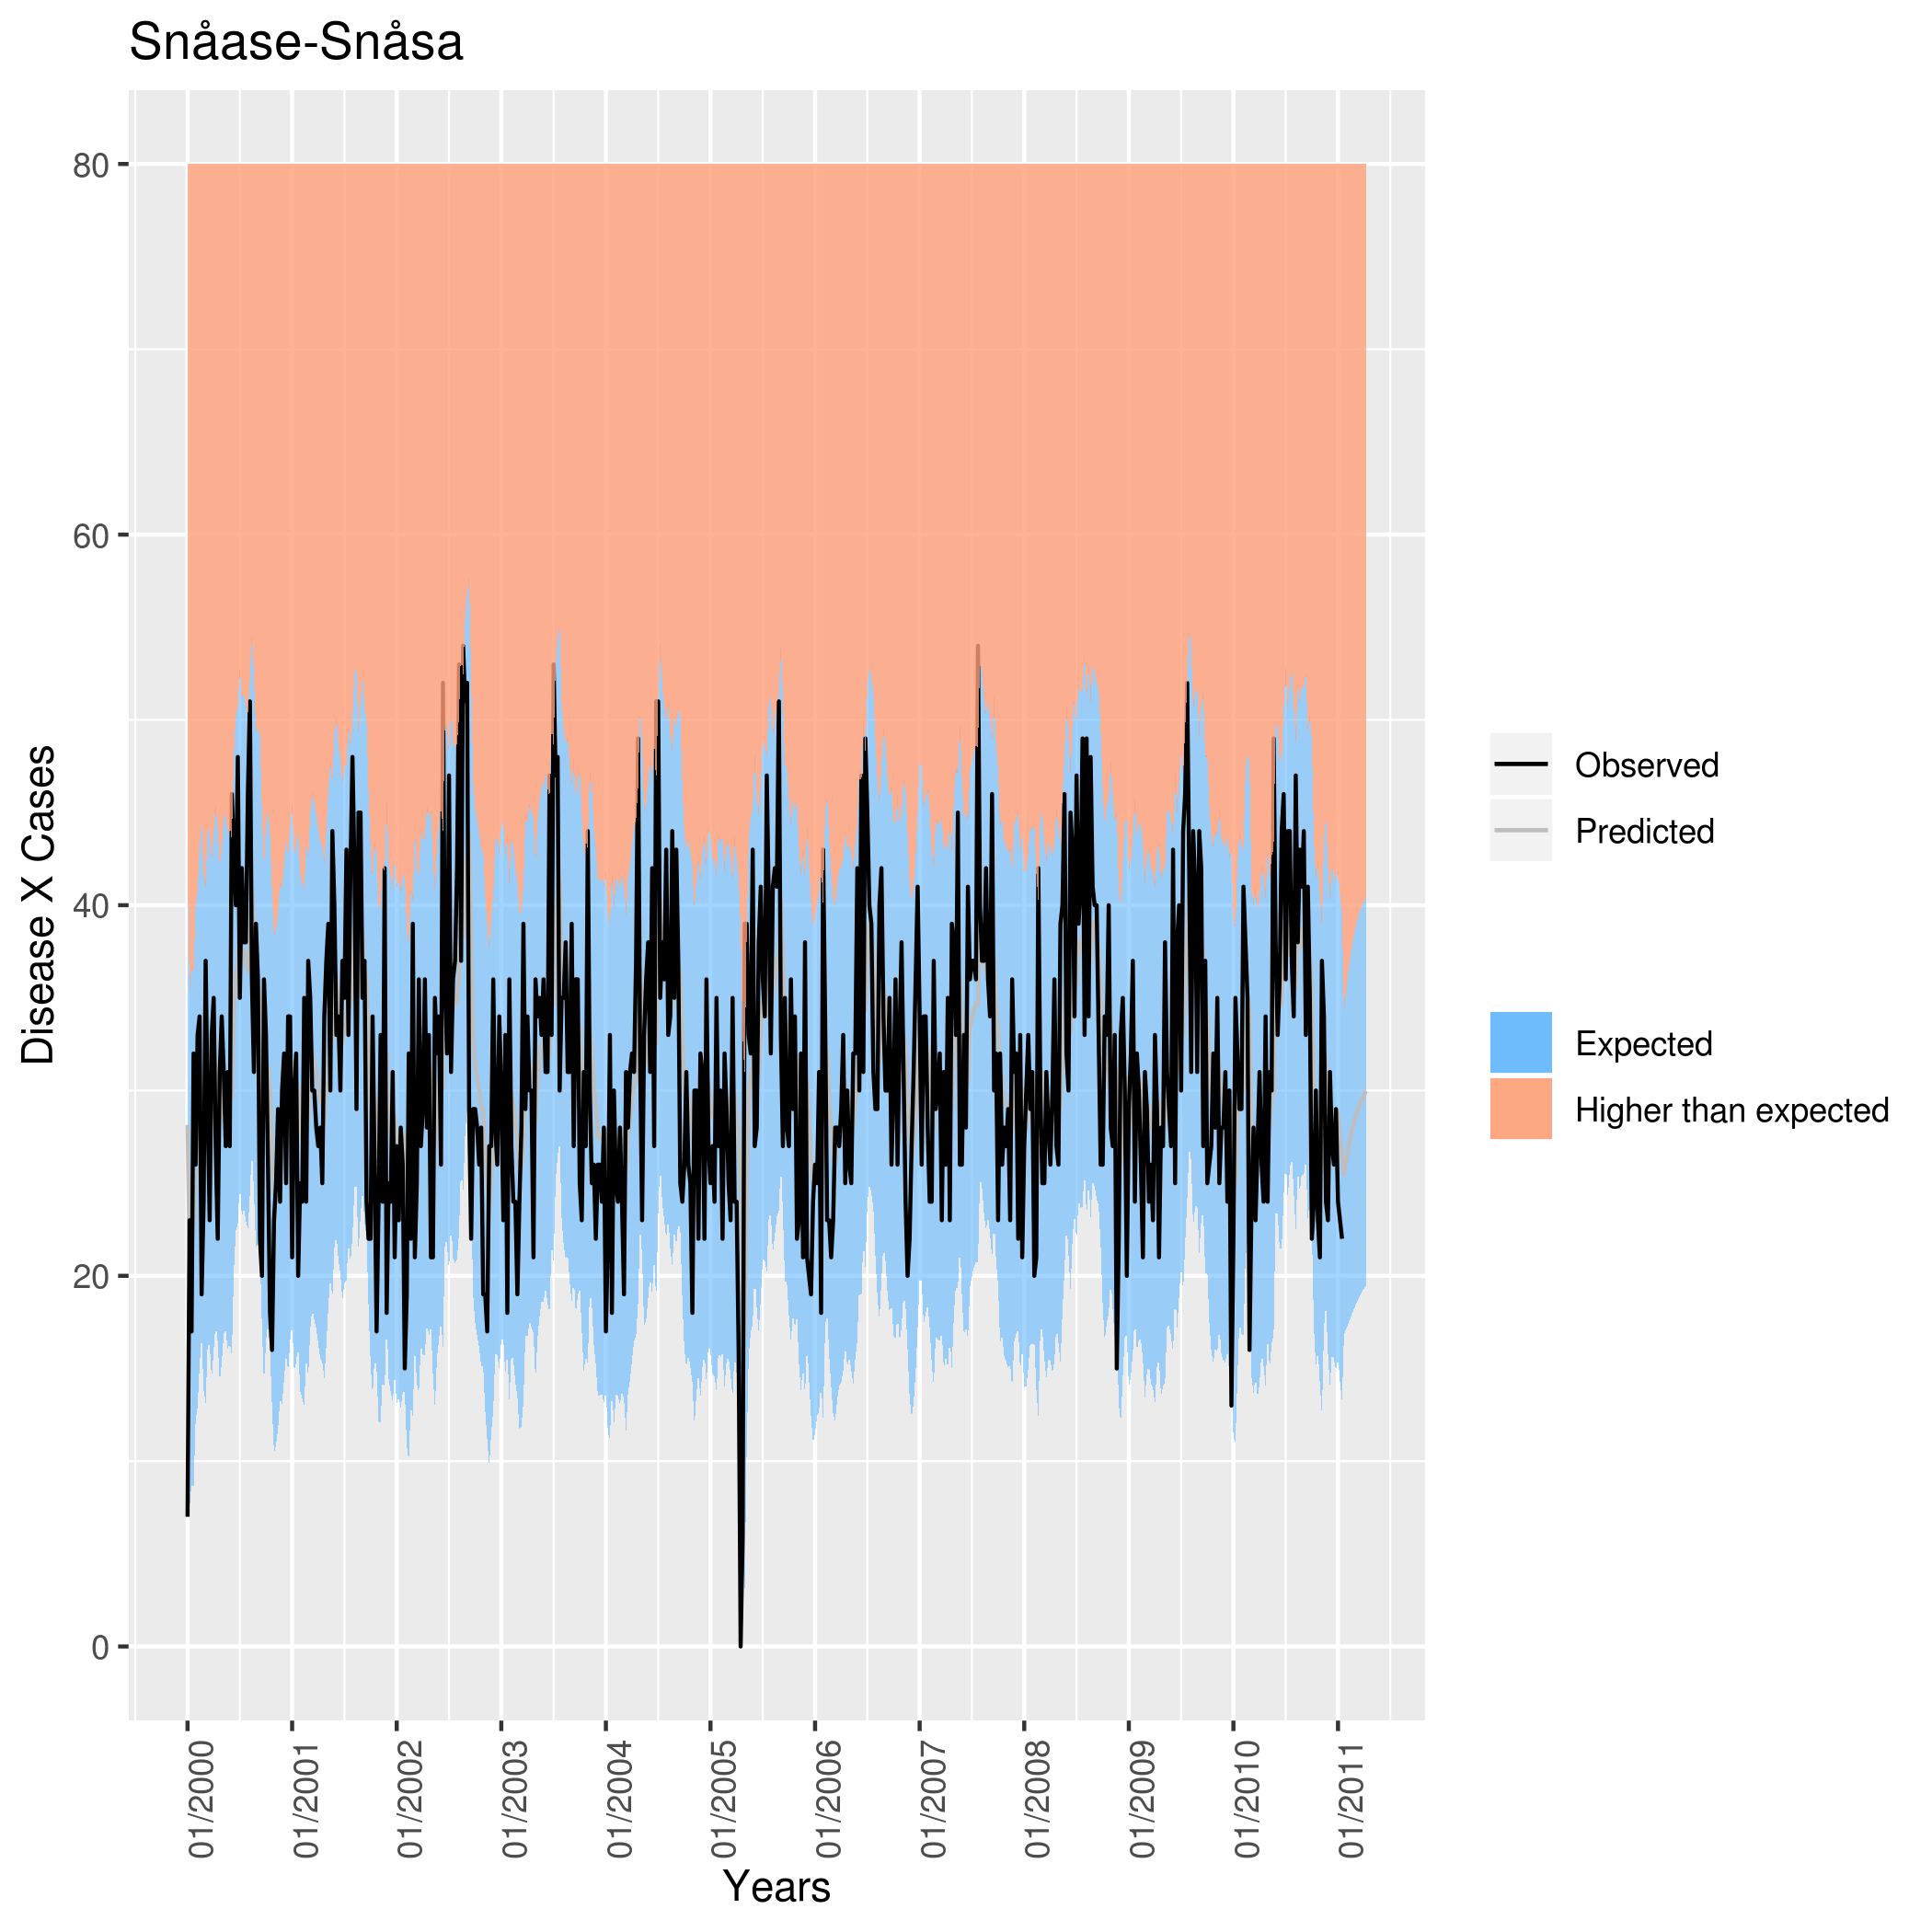 Snåase-Snåsa
Disease X Cases
80
60
40
20
0
01/2000
01/2001
01/2002
01/2003
01/2004
01/2005
01/2006
01/2007
01/2008
01/2009
01/2010
01/2011
Years
Observed
Predicted
Expected
Higher than expected